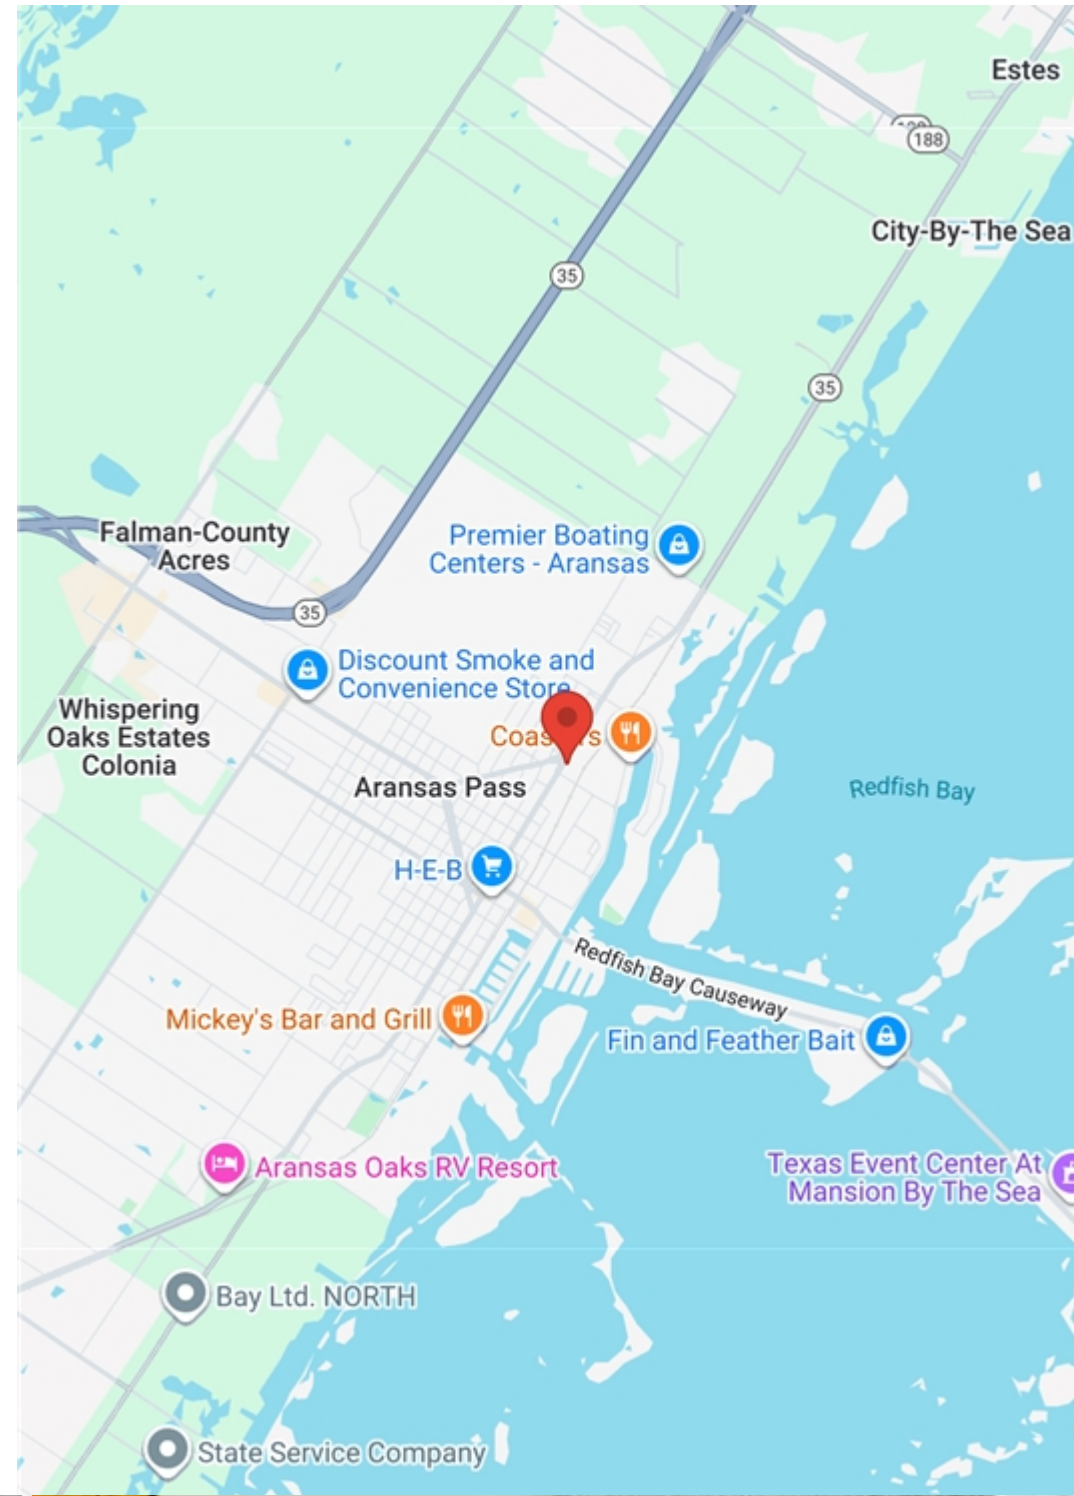 Estes
188
City-By-The Sea
35
35
Falman-County
Acres
Premier Boating
Centers - Aransas
35
Discount Smoke and
Convenience Store
Whispering
Oaks Estates
Colonia
Aransas Pass
Redfish Bay
H-E-B
Redfish Bay Causeway
Mickey's Bar and Grill
Fin and Feather Bait
Aransas Oaks RV Resort
Texas Event Center At
Mansion By The Sea
Bay Ltd. NORTH
State Service Company